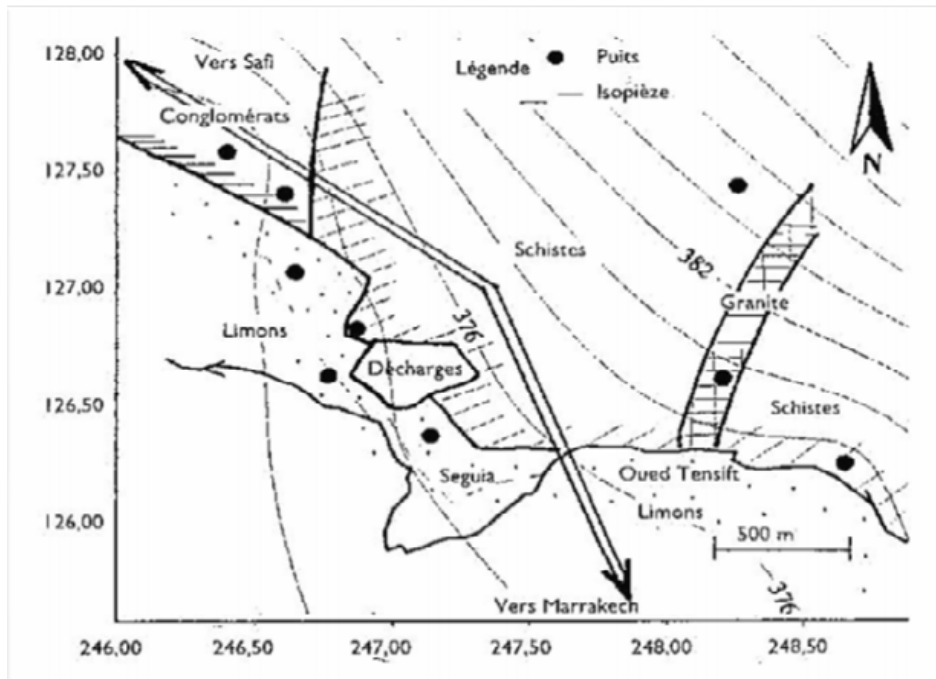 128,00
127,50
127,00
126,50
126,00
Vers Safi
Légende
Puits
Isopièze
Conglomérats
N
Schistes
382
Granite
Limons
376
Décharges
Schistes
Seguia
Oued Tensift
Limons
500 m
Vers Marrakech
376
246,00 246,50 247,00 247,50 248,00 248,50